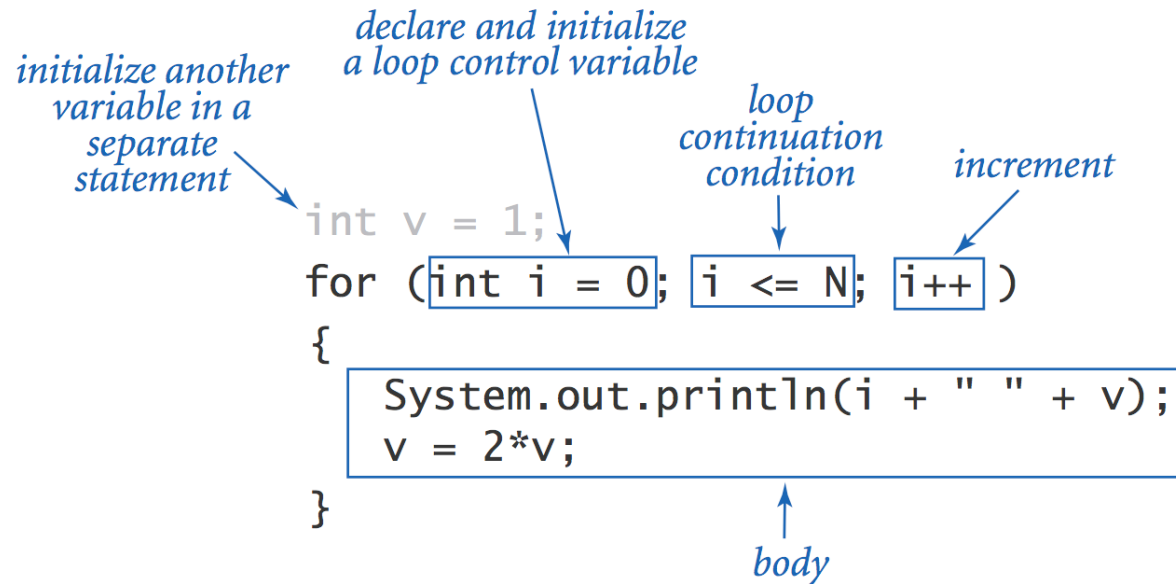 declare and initialize
a loop control variable
initialize another
variable in a
separate
statement
loop
continuation
condition
increment
int v = 1;
for (int i = 0; i <= N; i++ )
{
System.out.println(i + " " + v);
v = 2*v;
}
body